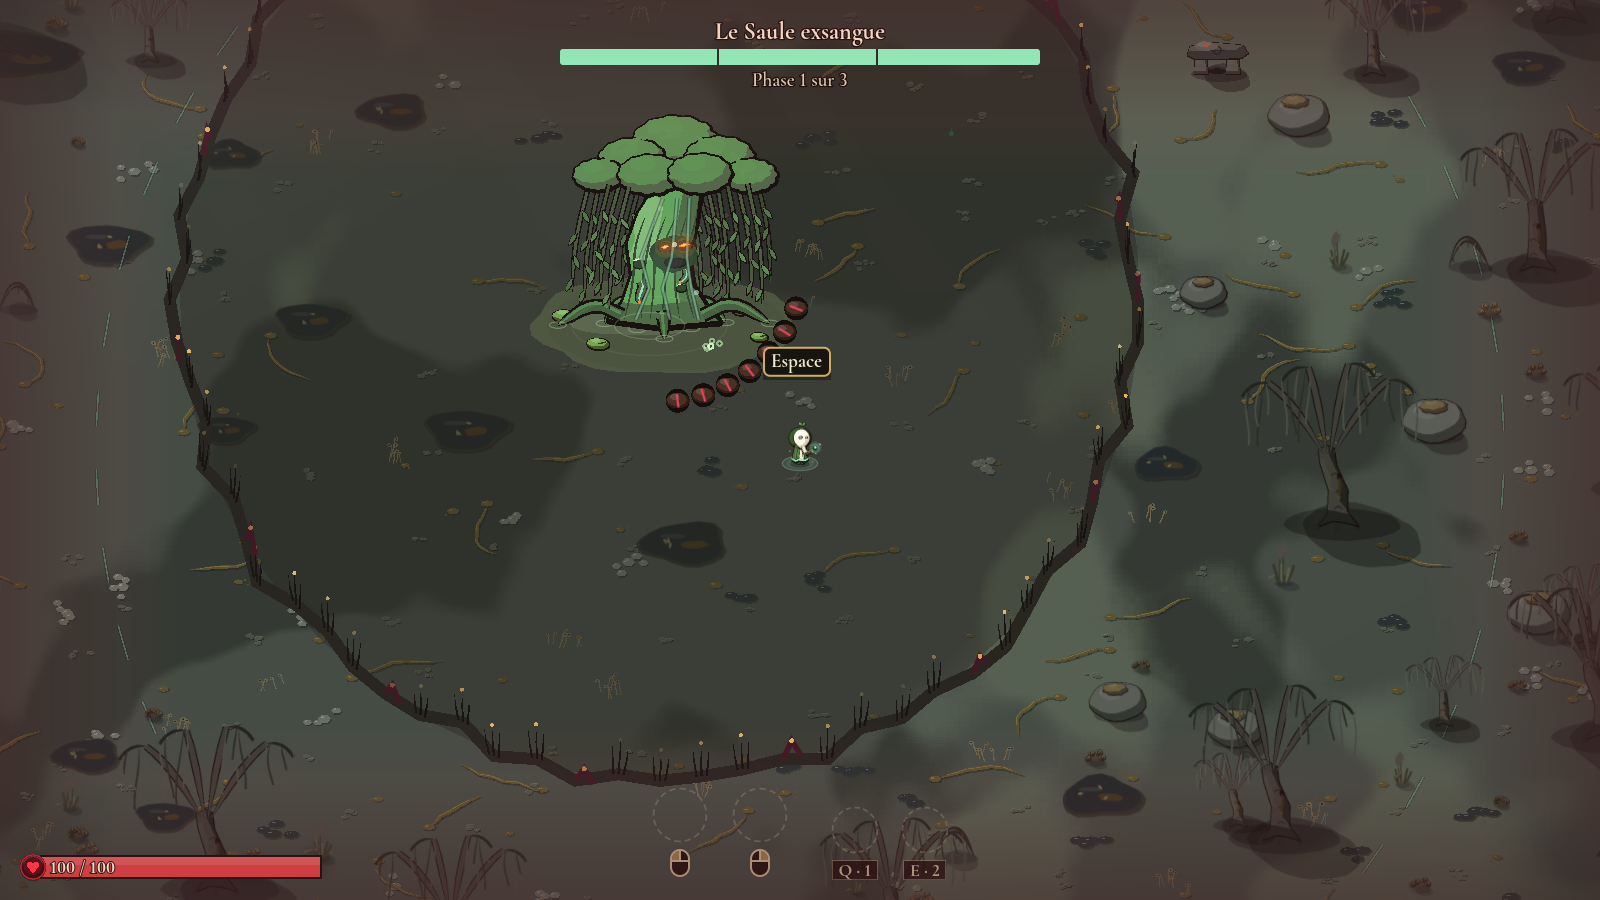 Le Saule exsangue
Phase 1 sur 3
Espace
100 / 100
Q · 1
E · 2